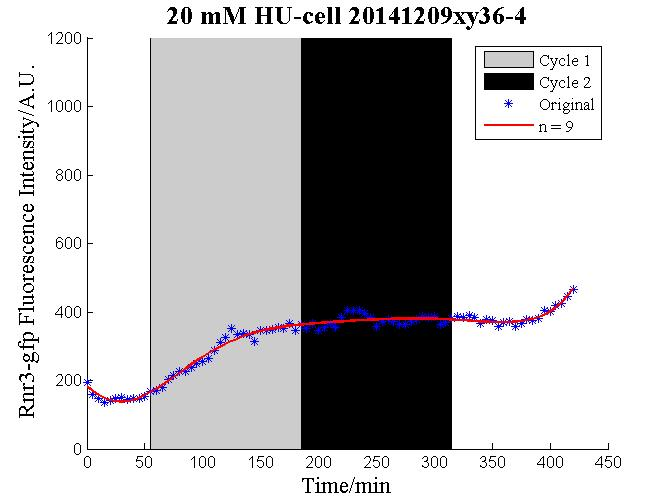 20 mM HU-cell 20141209xy36-4
Rnr3-gfp Fluorescence Intensity/A.U.
1200
1000
800
600
400
200
0
Cycle 1
Cycle 2
Original
n = 9
0 50 100 150 200 250 300 350 400 450
Time/min